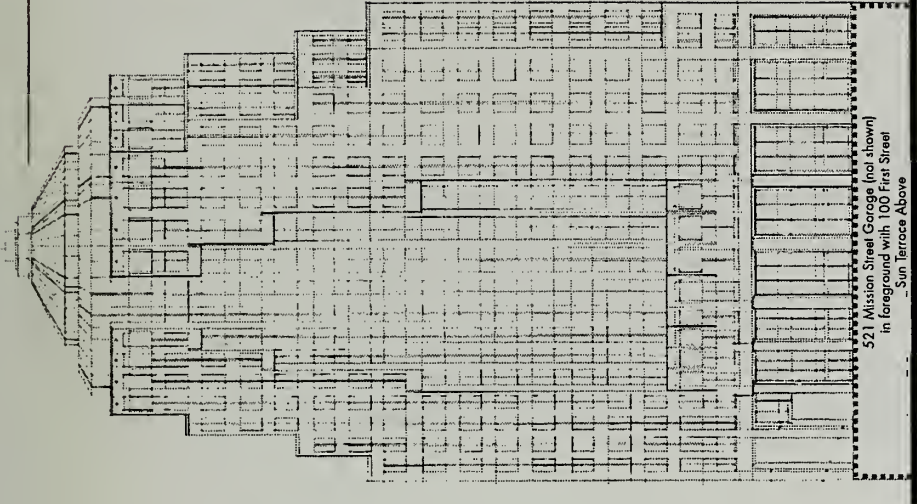 521 Mission Street Garage (not shown)
in foreground with 100 First Street
Sun Terrace Above